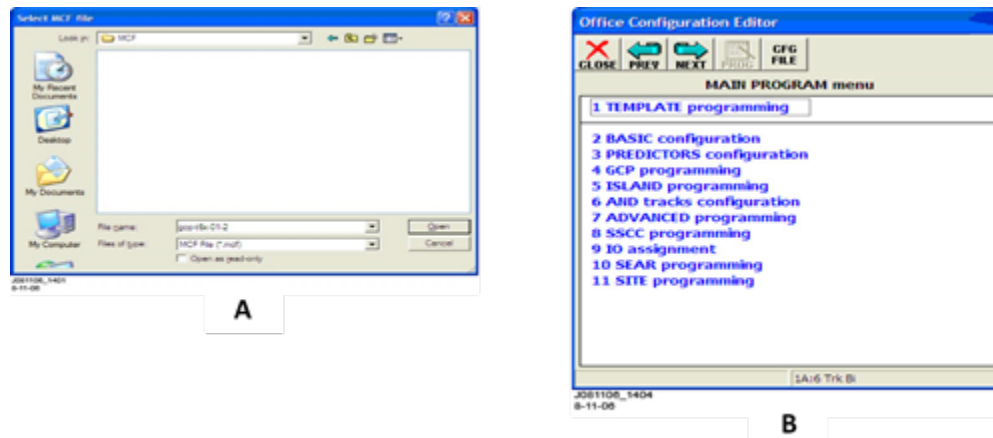 Select MCF file
Look in: MCF
My Recent
Documents
Desktop
My Documents
My Computer
File name:
Open
Files of type: MCF File (*.mcf)
Cancel
Open as read-only
J081106_1401
8-11-06
A
Office Configuration Editor
CLOSE PREV NEXT PROG CFG
FILE
MAIN PROGRAM menu
1 TEMPLATE programming
2 BASIC configuration
3 PREDICTORS configuration
4 GCP programming
5 ISLAND programming
6 AND tracks configuration
7 ADVANCED programming
8 SSCC programming
9 IO assignment
10 SEAR programming
11 SITE programming
1A:6 Trk Bi
J081106_1404
8-11-06
B